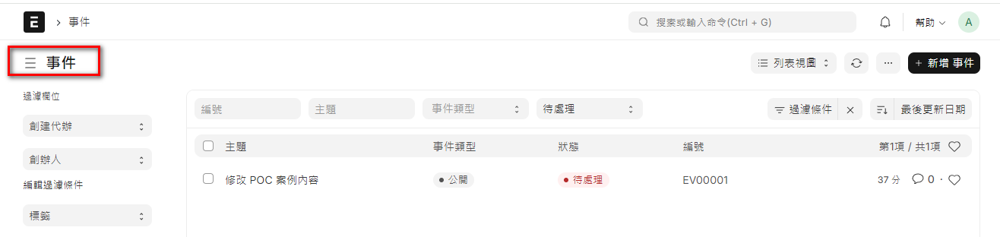 E
事件
搜索或輸入命令(Ctrl + G)
幫助
A
事件
列表視圖
···
+ 新增 事件
過濾欄位
創建代辦
創辦人
編輯過濾條件
標籤
編號
主題
事件類型
待處理
過濾條件
最後更新日期
主題 事件類型 狀態 編號 第1項 / 共1項
修改 POC 案例內容 公開 待處理 EV00001 37 分 0 ·